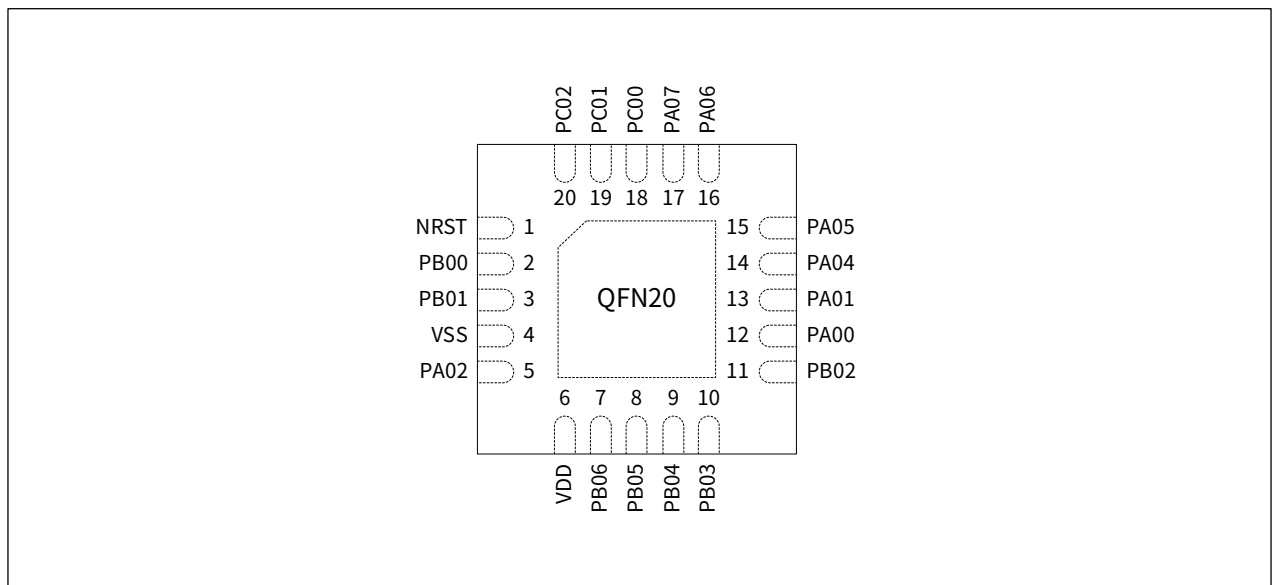 PC02 PC01 PC00 PA07 PA06
20 19 18 17 16
NRST 1 15 PA05
PB00 2 14 PA04
PB01 3 QFN20 13 PA01
VSS 4 12 PA00
PA02 5 11 PB02
6 7 8 9 10
VDD PB06 PB05 PB04 PB03